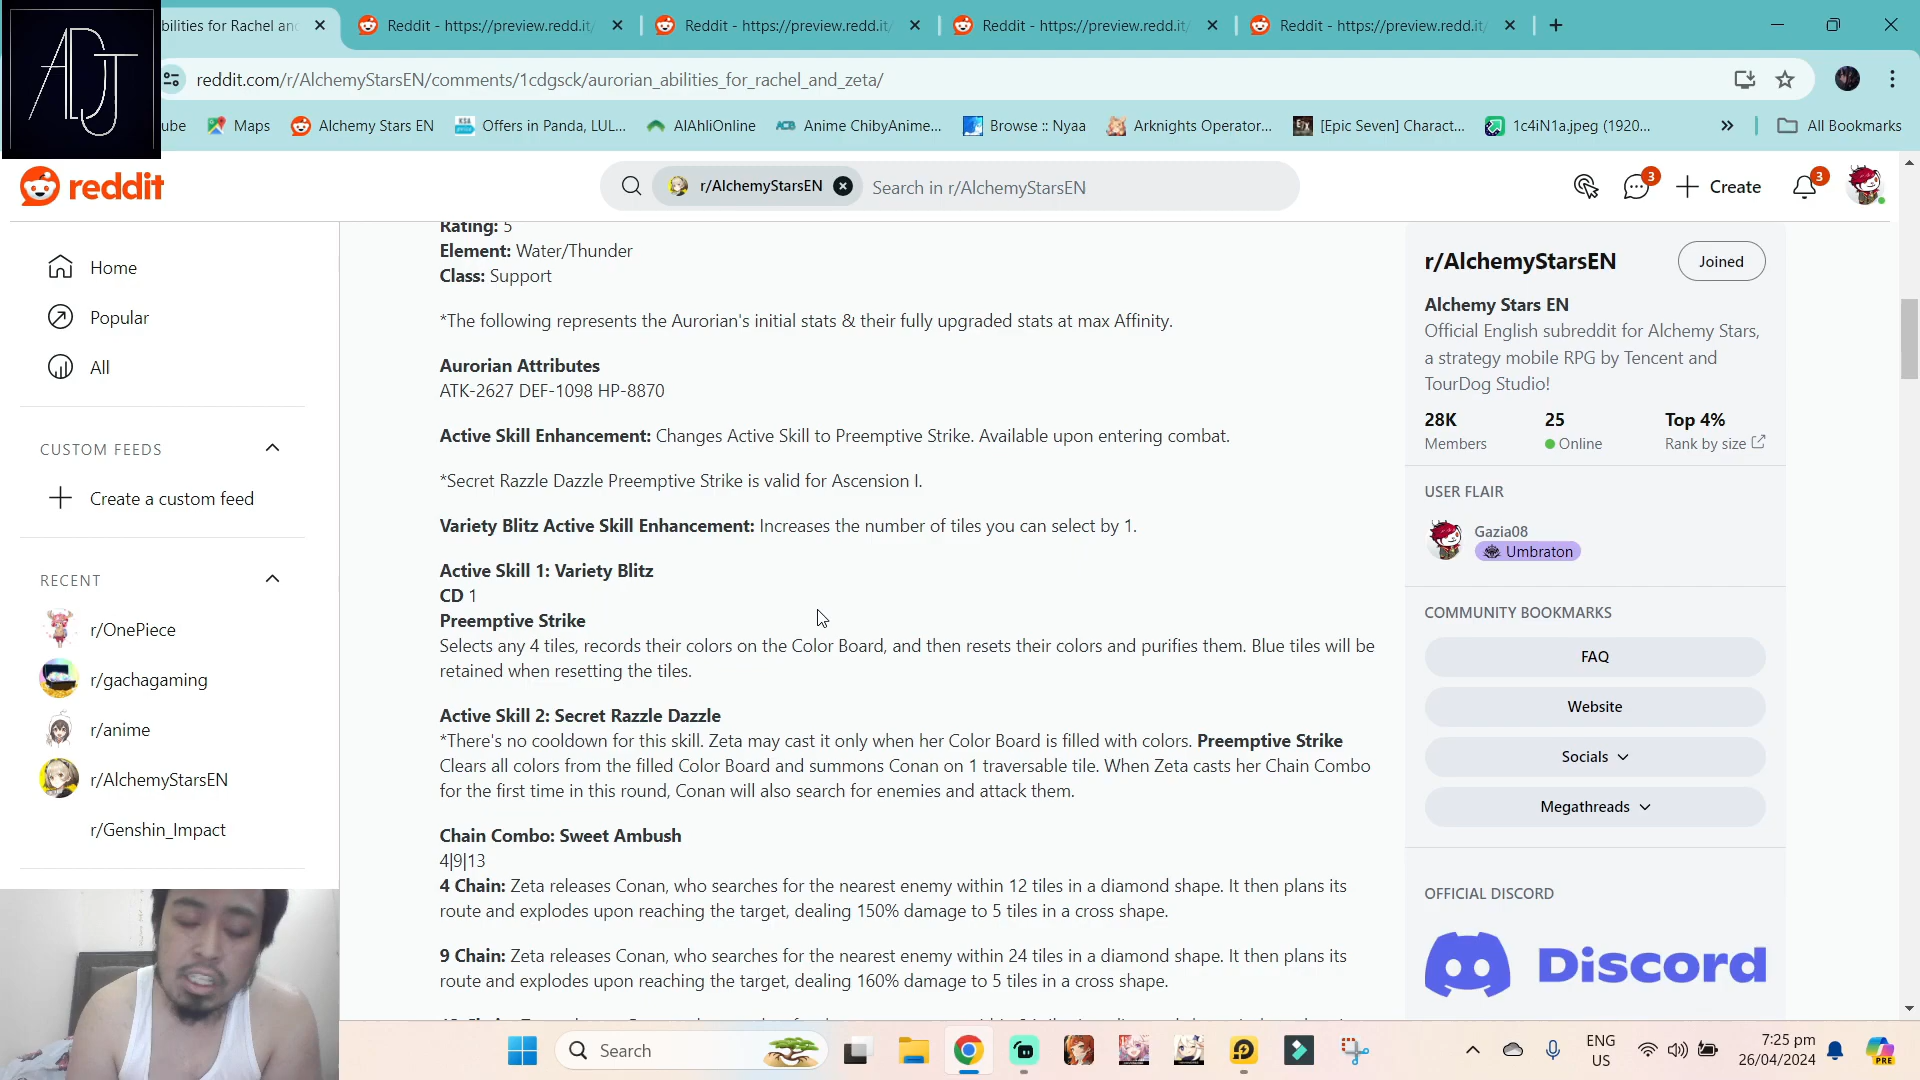 ADJ
bilities for Rachel an
Reddit - https://preview.redd.it/
Reddit - https://preview.redd.it/
Reddit - https://preview.redd.it/
Reddit - https://preview.redd.it/
reddit.com/r/AlchemyStarsEN/comments/1cdgsck/aurorian_abilities_for_rachel_and_zeta/
ube
Maps
Alchemy Stars EN
Offers in Panda, LUL...
AlAhliOnline
Anime ChibyAnime...
Browse :: Nyaa
Arknights Operator...
[Epic Seven] Charact...
1c4iN1a.jpeg (1920...
All Bookmarks
reddit
r/AlchemyStarsEN
Search in r/AlchemyStarsEN
3
Create
3
Home
Popular
All
CUSTOM FEEDS
Create a custom feed
RECENT
r/OnePiece
r/gachagaming
r/anime
r/AlchemyStarsEN
r/Genshin_Impact
Rating: 5
Element: Water/Thunder
Class: Support
*The following represents the Aurorian's initial stats & their fully upgraded stats at max Affinity.
Aurorian Attributes
ATK-2627 DEF-1098 HP-8870
Active Skill Enhancement: Changes Active Skill to Preemptive Strike. Available upon entering combat.
*Secret Razzle Dazzle Preemptive Strike is valid for Ascension I.
Variety Blitz Active Skill Enhancement: Increases the number of tiles you can select by 1.
Active Skill 1: Variety Blitz
CD 1
Preemptive Strike
Selects any 4 tiles, records their colors on the Color Board, and then resets their colors and purifies them. Blue tiles will be
retained when resetting the tiles.
Active Skill 2: Secret Razzle Dazzle
*There's no cooldown for this skill. Zeta may cast it only when her Color Board is filled with colors. Preemptive Strike
Clears all colors from the filled Color Board and summons Conan on 1 traversable tile. When Zeta casts her Chain Combo
for the first time in this round, Conan will also search for enemies and attack them.
Chain Combo: Sweet Ambush
4|9|13
4 Chain: Zeta releases Conan, who searches for the nearest enemy within 12 tiles in a diamond shape. It then plans its
route and explodes upon reaching the target, dealing 150% damage to 5 tiles in a cross shape.
9 Chain: Zeta releases Conan, who searches for the nearest enemy within 24 tiles in a diamond shape. It then plans its
route and explodes upon reaching the target, dealing 160% damage to 5 tiles in a cross shape.
r/AlchemyStarsEN
Joined
Alchemy Stars EN
Official English subreddit for Alchemy Stars,
a strategy mobile RPG by Tencent and
TourDog Studio!
28K
25
Top 4%
Members
Online
Rank by size
USER FLAIR
Gazia08
Umbraton
COMMUNITY BOOKMARKS
FAQ
Website
Socials
Megathreads
OFFICIAL DISCORD
Discord
Search
ENG
US
7:25 pm
26/04/2024
PRE